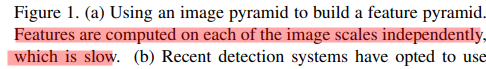 Figure 1. (a) Using an image pyramid to build a feature pyramid.
Features are computed on each of the image scales independently,
which is slow. (b) Recent detection systems have opted to use